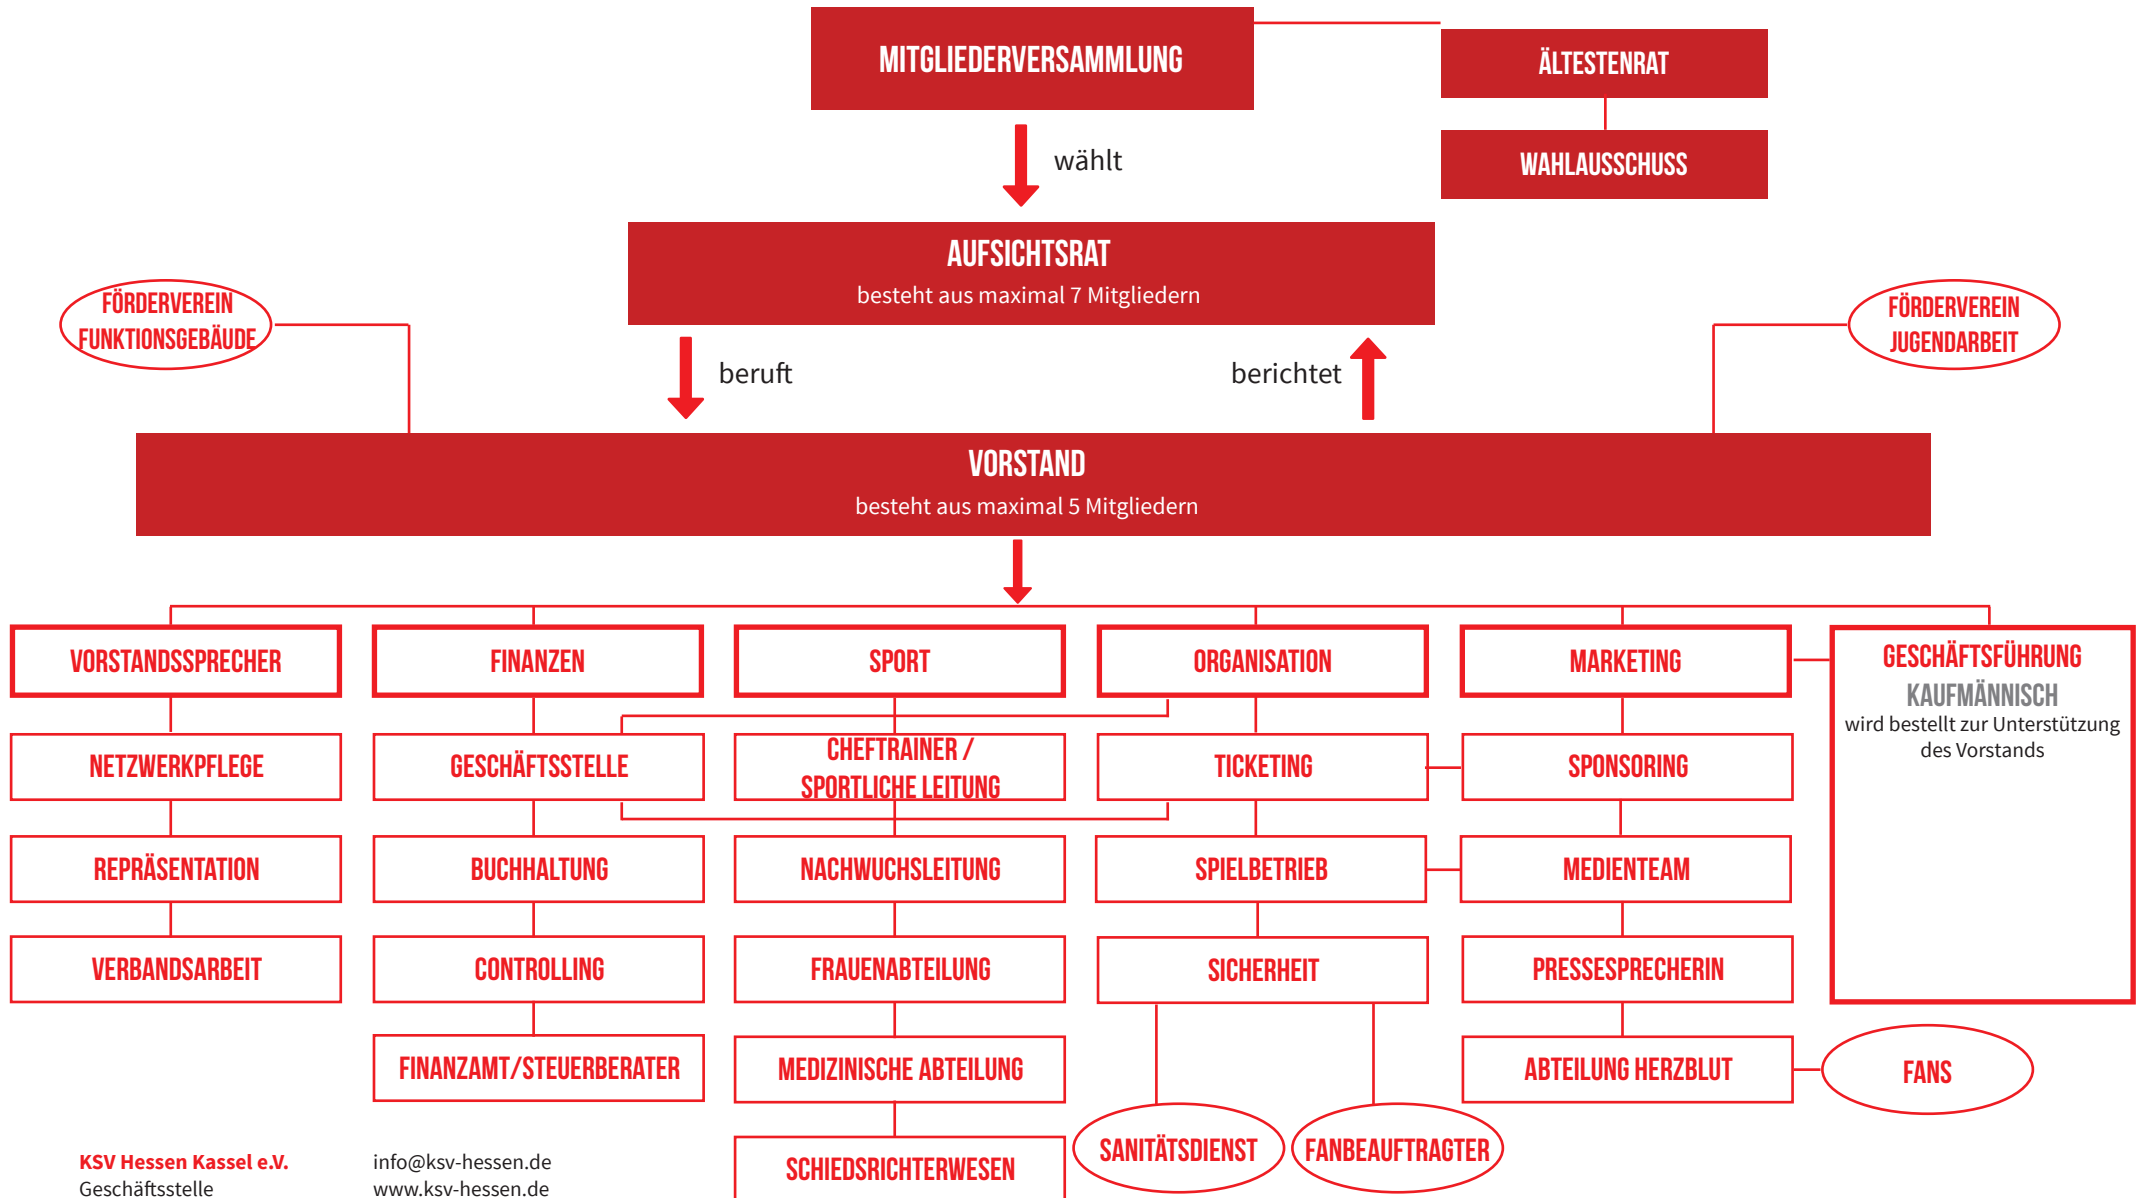 MITGLIEDERVERSAMMLUNG
ÄLTESTENRAT
wählt
WAHLAUSSCHUSS
AUFSICHTSRAT
besteht aus maximal 7 Mitgliedern
FÖRDERVEREIN
FUNKTIONSGEBÄUDE
FÖRDERVEREIN
JUGENDARBEIT
beruft
berichtet
VORSTAND
besteht aus maximal 5 Mitgliedern
VORSTANDSSPRECHER
NETZWERKPFLEGE
REPRÄSENTATION
VERBANDSARBEIT
FINANZEN
GESCHÄFTSSTELLE
BUCHHALTUNG
CONTROLLING
FINANZAMT/STEUERBERATER
SPORT
CHEFTRAINER /
SPORTLICHE LEITUNG
NACHWUCHSLEITUNG
FRAUENABTEILUNG
MEDIZINISCHE ABTEILUNG
SCHIEDSRICHTERWESEN
ORGANISATION
TICKETING
SPIELBETRIEB
SICHERHEIT
SANITÄTSDIENST
FANBEAUFTRAGTER
MARKETING
SPONSORING
MEDIENTEAM
PRESSESPRECHERIN
ABTEILUNG HERZBLUT
FANS
GESCHÄFTSFÜHRUNG
KAUFMÄNNISCH
wird bestellt zur Unterstützung
des Vorstands
KSV Hessen Kassel e.V.
Geschäftsstelle
info@ksv-hessen.de
www.ksv-hessen.de